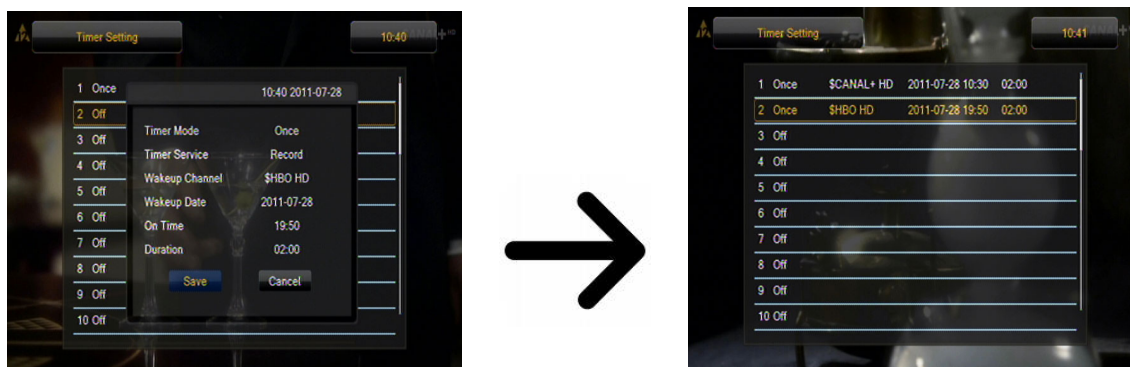 Timer Setting
10:40
CANAL+ HD
1 Once
10:40 2011-07-28
2 Off
3 Off
4 Off
5 Off
6 Off
7 Off
8 Off
9 Off
10 Off
Timer Mode Once
Timer Service Record
Wakeup Channel $HBO HD
Wakeup Date 2011-07-28
On Time 19:50
Duration 02:00
Save Cancel
Timer Setting
10:41
CANAL+
1 Once $CANAL+ HD 2011-07-28 10:30 02:00
2 Once $HBO HD 2011-07-28 19:50 02:00
3 Off
4 Off
5 Off
6 Off
7 Off
8 Off
9 Off
10 Off